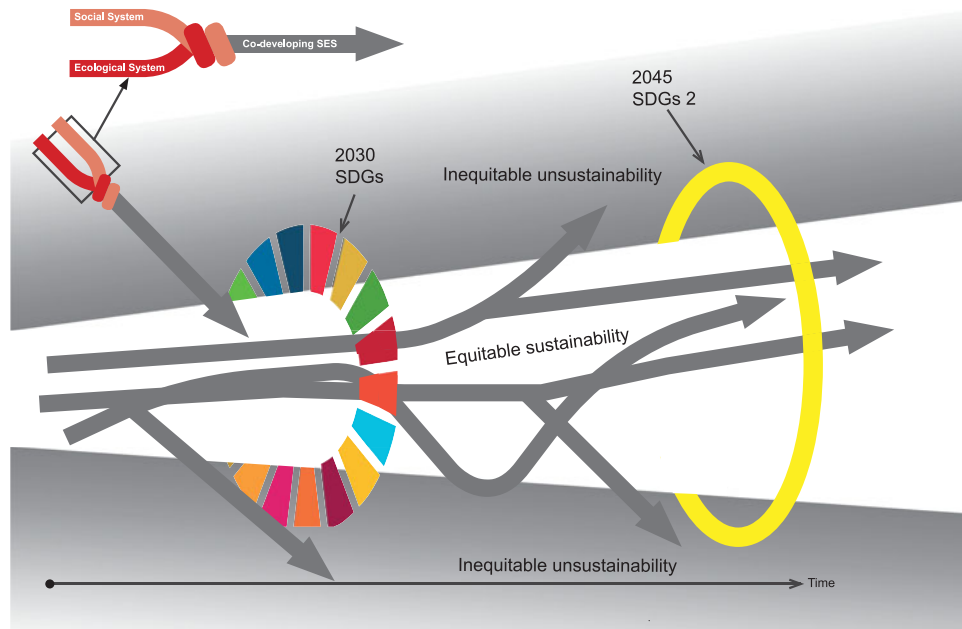 Social System
Co-developing SES
Ecological System
2045
SDGs 2
2030
SDGs
Inequitable unsustainability
Equitable sustainability
Inequitable unsustainability
Time